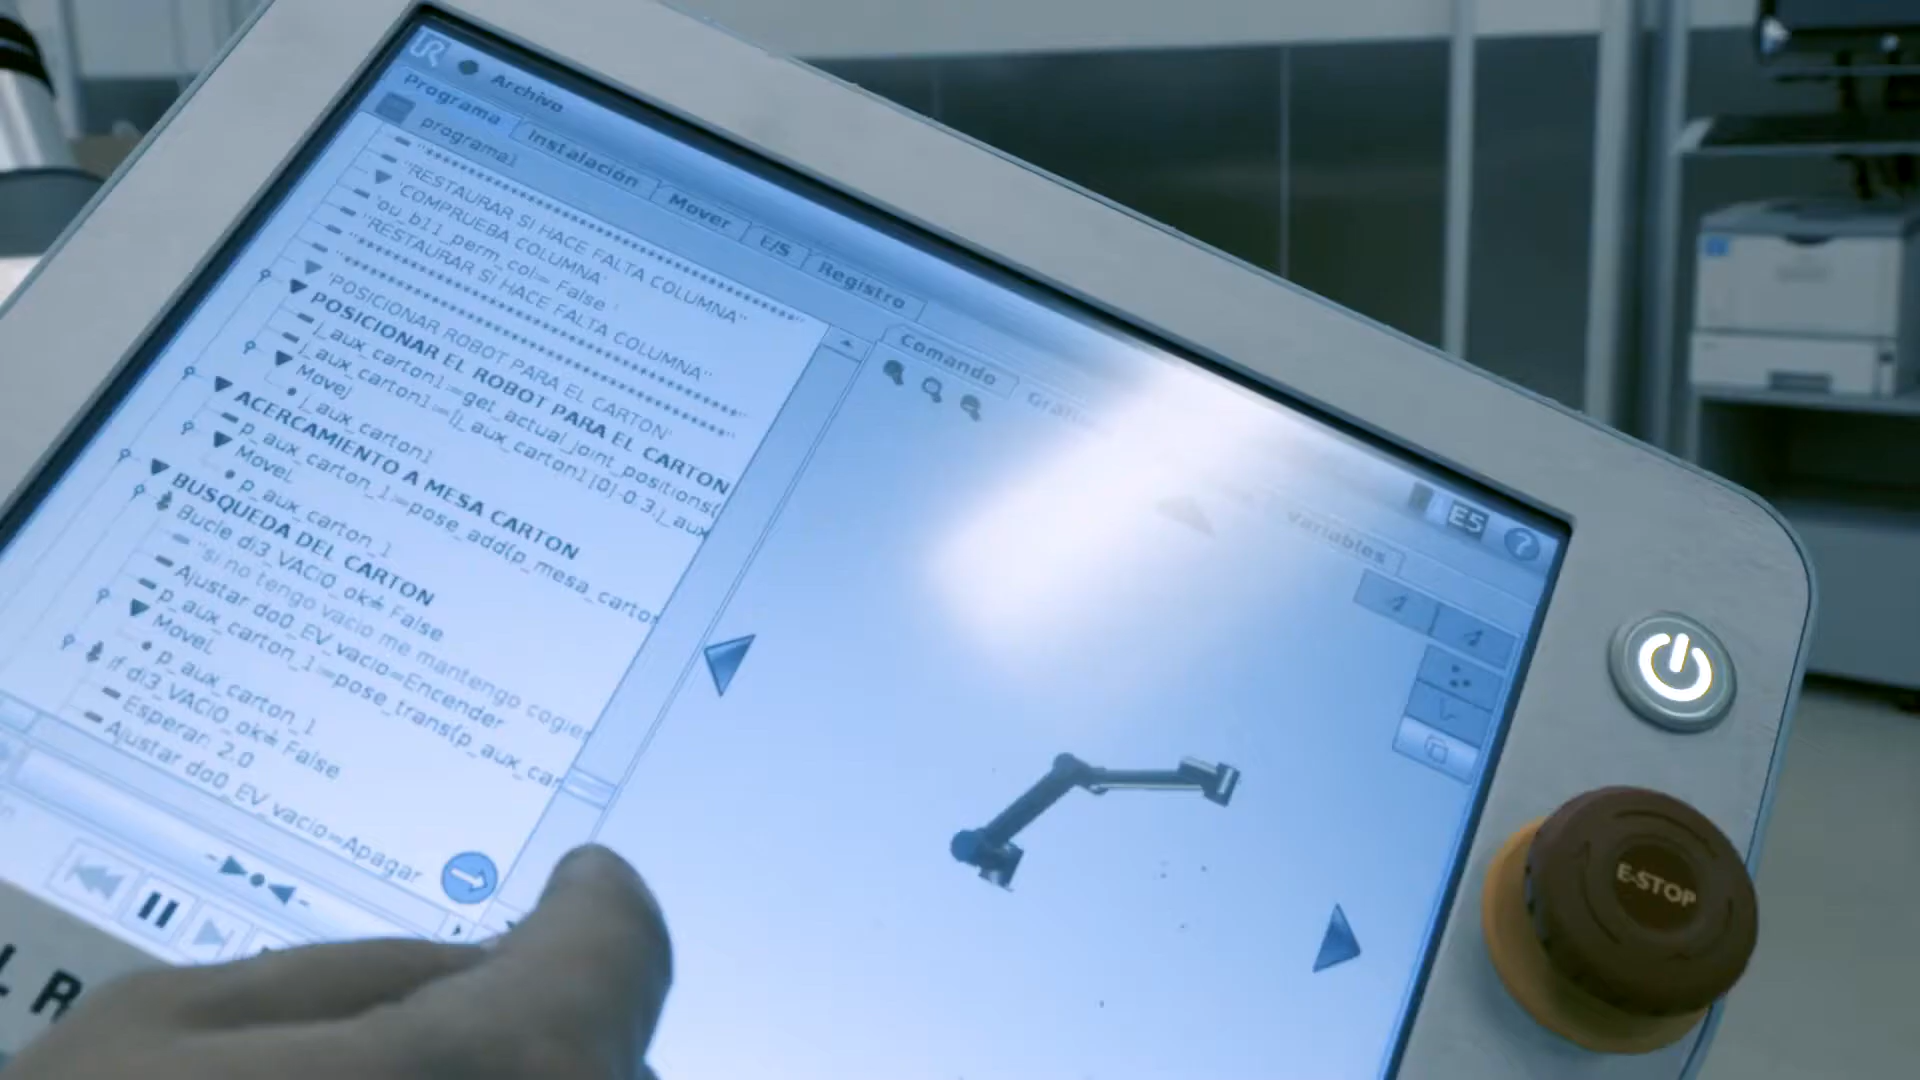 UR
Archivo
Programa
Instalación
Mover
E/S
Registro
programa1
"****************************************"
"RESTAURAR SI HACE FALTA COLUMNA"
'COMPRUEBA COLUMNA'
'ou_b11_perm_col= False
"RESTAURAR SI HACE FALTA COLUMNA"
'POSICIONAR ROBOT PARA EL CARTON'
POSICIONAR EL ROBOT PARA EL CARTON
j_aux_carton1:=get_actual_joint_positions(
j_aux_carton1:=[j_aux_carton1[0]-0.3,j_aux
MoveJ
j_aux_carton1
ACERCAMIENTO A MESA CARTON
p_aux_carton_1:=pose_add(p_mesa_carto
MoveL
p_aux_carton_1
BUSQUEDA DEL CARTON
Bucle di3_VACIO_ok≟ False
"si no tengo vacio me mantengo cogie
Ajustar do0_EV_vacio=Encender
p_aux_carton_1:=pose_trans(p_aux_car
MoveL
p_aux_carton_1
If di3_VACIO_ok≟ False
Esperar: 2.0
Ajustar do0_EV_vacio=Apagar
Comando
Variables
E5
?
E-STOP
L R